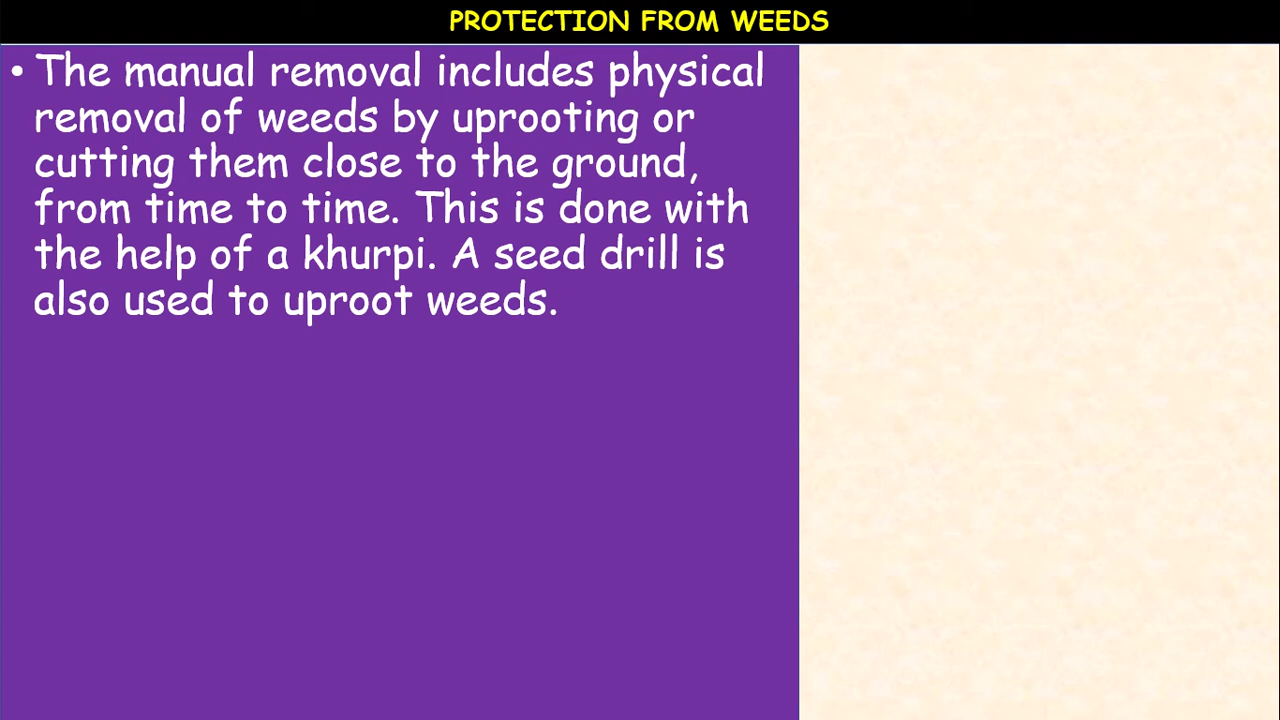 PROTECTION FROM WEEDS
• The manual removal includes physical
removal of weeds by uprooting or
cutting them close to the ground,
from time to time. This is done with
the help of a khurpi. A seed drill is
also used to uproot weeds.